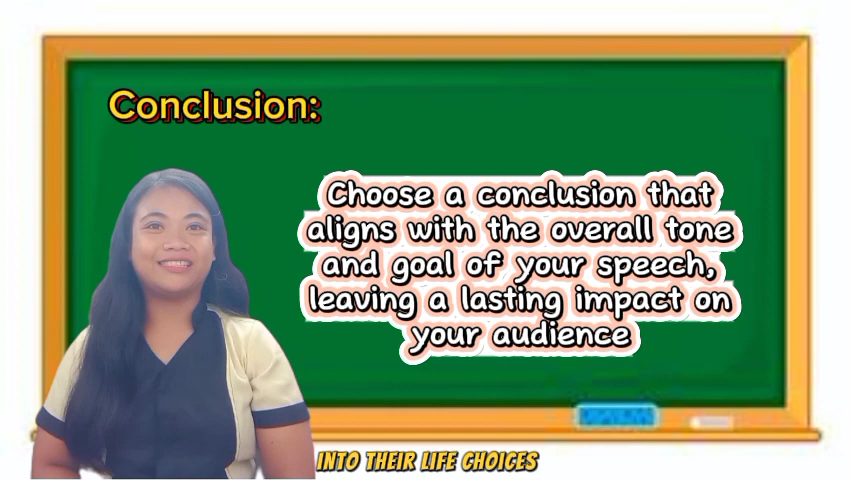 Conclusion:
Choose a conclusion that
aligns with the overall tone
and goal of your speech,
leaving a lasting impact on
your audience
INTO THEIR LIFE CHOICES